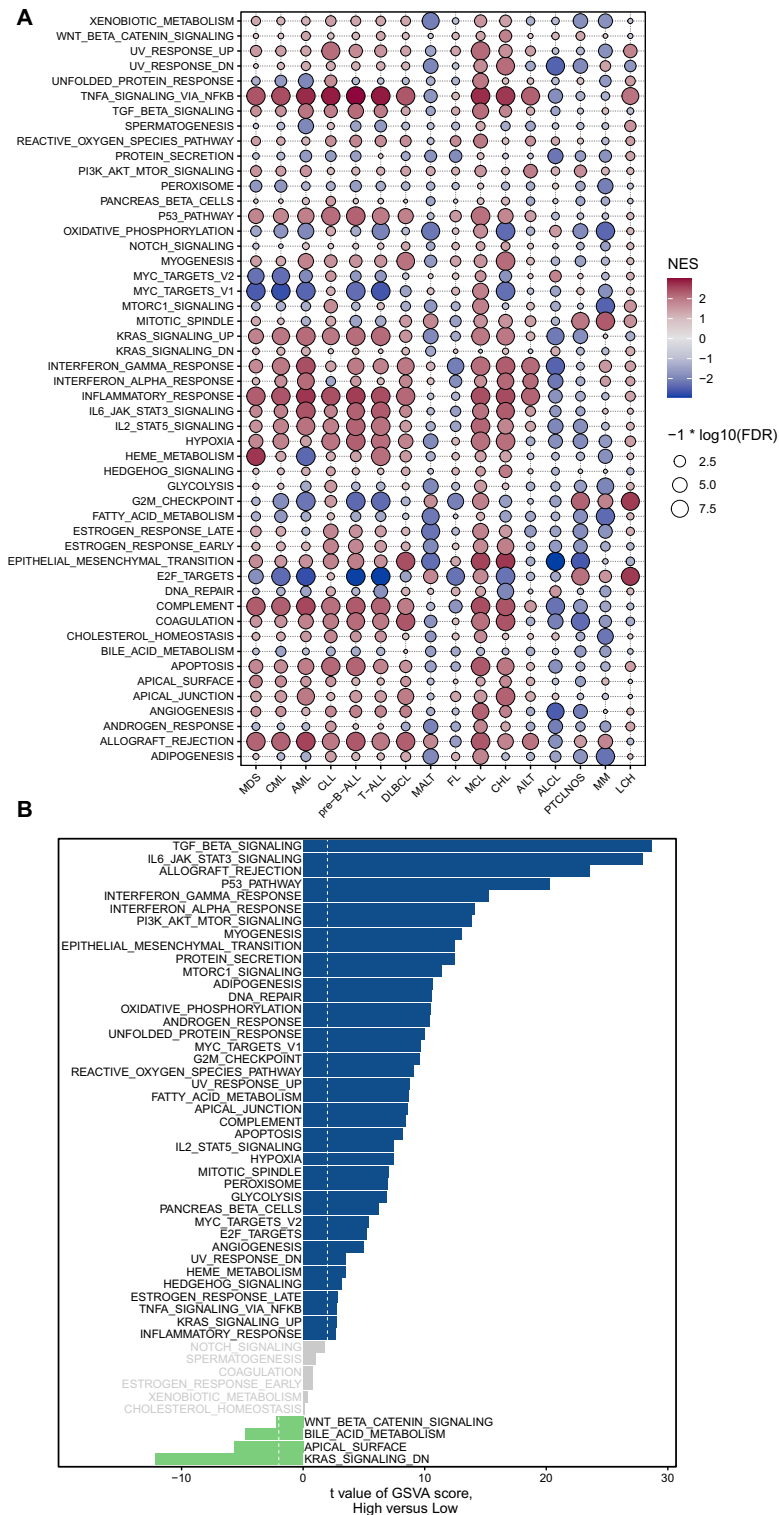 A
XENOBIOTIC_METABOLISM
WNT_BETA_CATENIN_SIGNALING
UV_RESPONSE_UP
UV_RESPONSE_DN
UNFOLDED_PROTEIN_RESPONSE
TNFA_SIGNALING_VIA_NFKB
TGF_BETA_SIGNALING
SPERMATOGENESIS
REACTIVE_OXYGEN_SPECIES_PATHWAY
PROTEIN_SECRETION
PI3K_AKT_MTOR_SIGNALING
PEROXISOME
PANCREAS_BETA_CELLS
P53_PATHWAY
OXIDATIVE_PHOSPHORYLATION
NOTCH_SIGNALING
MYOGENESIS
MYC_TARGETS_V2
MYC_TARGETS_V1
MTORC1_SIGNALING
MITOTIC_SPINDLE
KRAS_SIGNALING_UP
KRAS_SIGNALING_DN
INTERFERON_GAMMA_RESPONSE
INTERFERON_ALPHA_RESPONSE
INFLAMMATORY_RESPONSE
IL6_JAK_STAT3_SIGNALING
IL2_STAT5_SIGNALING
HYPOXIA
HEME_METABOLISM
HEDGEHOG_SIGNALING
GLYCOLYSIS
G2M_CHECKPOINT
FATTY_ACID_METABOLISM
ESTROGEN_RESPONSE_LATE
ESTROGEN_RESPONSE_EARLY
EPITHELIAL_MESENCHYMAL_TRANSITION
E2F_TARGETS
DNA_REPAIR
COMPLEMENT
COAGULATION
CHOLESTEROL_HOMEOSTASIS
BILE_ACID_METABOLISM
APOPTOSIS
APICAL_SURFACE
APICAL_JUNCTION
ANGIOGENESIS
ANDROGEN_RESPONSE
ALLOGRAFT_REJECTION
ADIPOGENESIS
MDS
CML
AML
CLL
pre-B-ALL
T-ALL
DLBCL
MALT
FL
MCL
CHL
AILT
ALCL
PTCLNOS
MM
LCH
NES
2
1
0
−1
−2
−1 * log10(FDR)
2.5
5.0
7.5
B
TGF_BETA_SIGNALING
IL6_JAK_STAT3_SIGNALING
ALLOGRAFT_REJECTION
P53_PATHWAY
INTERFERON_GAMMA_RESPONSE
INTERFERON_ALPHA_RESPONSE
PI3K_AKT_MTOR_SIGNALING
MYOGENESIS
EPITHELIAL_MESENCHYMAL_TRANSITION
PROTEIN_SECRETION
MTORC1_SIGNALING
ADIPOGENESIS
DNA_REPAIR
OXIDATIVE_PHOSPHORYLATION
ANDROGEN_RESPONSE
UNFOLDED_PROTEIN_RESPONSE
MYC_TARGETS_V1
G2M_CHECKPOINT
REACTIVE_OXYGEN_SPECIES_PATHWAY
UV_RESPONSE_UP
FATTY_ACID_METABOLISM
APICAL_JUNCTION
COMPLEMENT
APOPTOSIS
IL2_STAT5_SIGNALING
HYPOXIA
MITOTIC_SPINDLE
PEROXISOME
GLYCOLYSIS
PANCREAS_BETA_CELLS
MYC_TARGETS_V2
E2F_TARGETS
ANGIOGENESIS
UV_RESPONSE_DN
HEME_METABOLISM
HEDGEHOG_SIGNALING
ESTROGEN_RESPONSE_LATE
TNFA_SIGNALING_VIA_NFKB
KRAS_SIGNALING_UP
INFLAMMATORY_RESPONSE
NOTCH_SIGNALING
SPERMATOGENESIS
COAGULATION
ESTROGEN_RESPONSE_EARLY
XENOBIOTIC_METABOLISM
CHOLESTEROL_HOMEOSTASIS
WNT_BETA_CATENIN_SIGNALING
BILE_ACID_METABOLISM
APICAL_SURFACE
KRAS_SIGNALING_DN
−10
0
10
20
30
t value of GSVA score,
High versus Low